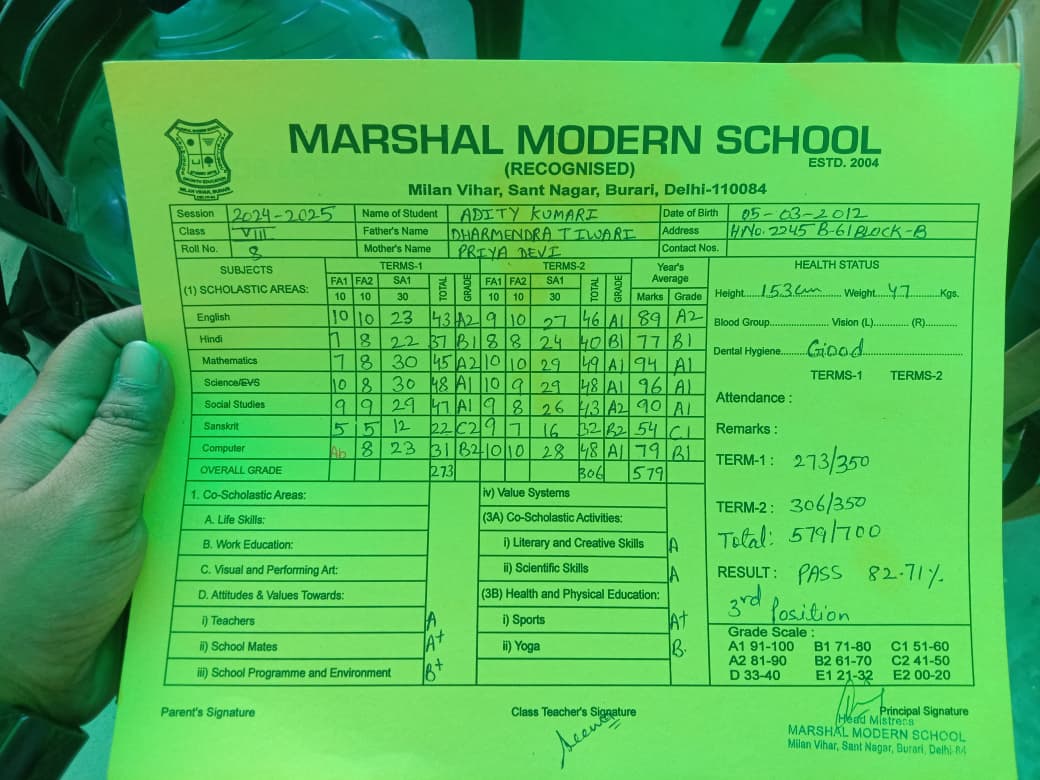 MARSHAL MODERN SCHOOL
(RECOGNISED)
ESTD. 2004
Milan Vihar, Sant Nagar, Burari, Delhi-110084
Session 2024-2025 Name of Student ADITY KUMARI Date of Birth 05-03-2012
Class VIII Father's Name DHARMENDRA TIWARI Address HNo. 2245 B-61 BLOCK-B
Roll No. 8 Mother's Name PRIYA DEVI Contact Nos.
SUBJECTS TERMS-1 TERMS-2 Year's Average HEALTH STATUS
(1) SCHOLASTIC AREAS: FA1 FA2 SA1 TOTAL GRADE FA1 FA2 SA1 TOTAL GRADE Marks Grade
10 10 30 10 10 30
Height 153cm Weight 47 Kgs.
English 10 10 23 43 A2 9 10 27 46 A1 89 A2
Blood Group Vision (L) (R)
Hindi 7 8 22 37 B1 8 8 24 40 B1 77 B1
Dental Hygiene Good
Mathematics 7 8 30 45 A2 10 10 29 49 A1 94 A1
TERMS-1 TERMS-2
Science/EVS 10 8 30 48 A1 10 9 29 48 A1 96 A1
Attendance :
Social Studies 9 9 29 47 A1 9 8 26 43 A2 90 A1
Sanskrit 5 5 12 22 C2 9 7 16 32 B2 54 C1
Remarks :
Computer Ab 8 23 31 B2 10 10 28 48 A1 79 B1
TERM-1 : 273/350
OVERALL GRADE 273 306 579
1. Co-Scholastic Areas: iv) Value Systems
TERM-2 : 306/350
A. Life Skills: (3A) Co-Scholastic Activities:
Total: 579/700
B. Work Education: i) Literary and Creative Skills A
C. Visual and Performing Art: ii) Scientific Skills A
RESULT : PASS 82.71%
D. Attitudes & Values Towards: (3B) Health and Physical Education:
3rd Position
i) Teachers A i) Sports A+
ii) School Mates A+ ii) Yoga B.
iii) School Programme and Environment B+
Grade Scale :
A1 91-100 B1 71-80 C1 51-60
A2 81-90 B2 61-70 C2 41-50
D 33-40 E1 21-32 E2 00-20
Parent's Signature Class Teacher's Signature Principal Signature
Head Mistress
MARSHAL MODERN SCHOOL
Milan Vihar, Sant Nagar, Burari, Delhi-84